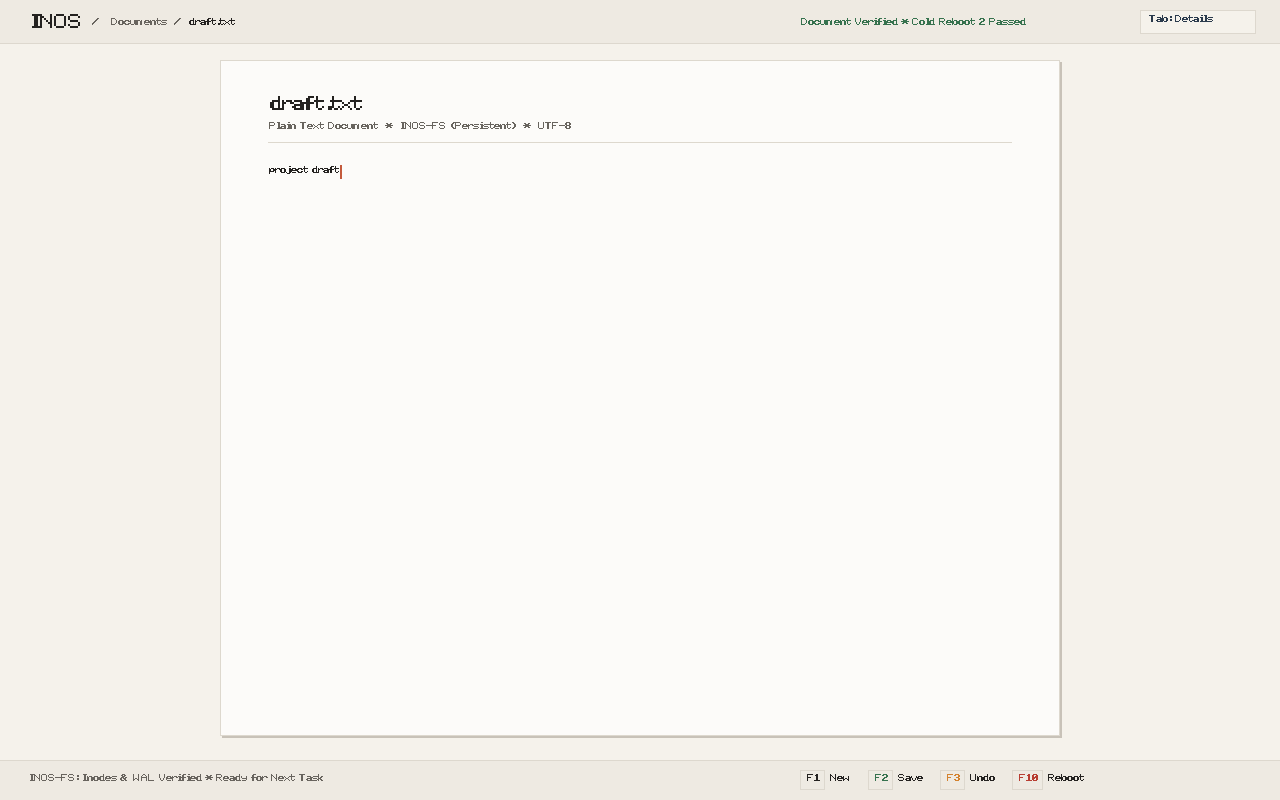 INOS / Documents / draft.txt
Document Verified * Cold Reboot 2 Passed
Tab:Details
draft.txt
Plain Text Document * INOS-FS (Persistent) * UTF-8
project draft
INOS-FS: Inodes & WAL Verified * Ready for Next Task
F1 New F2 Save F3 Undo F10 Reboot